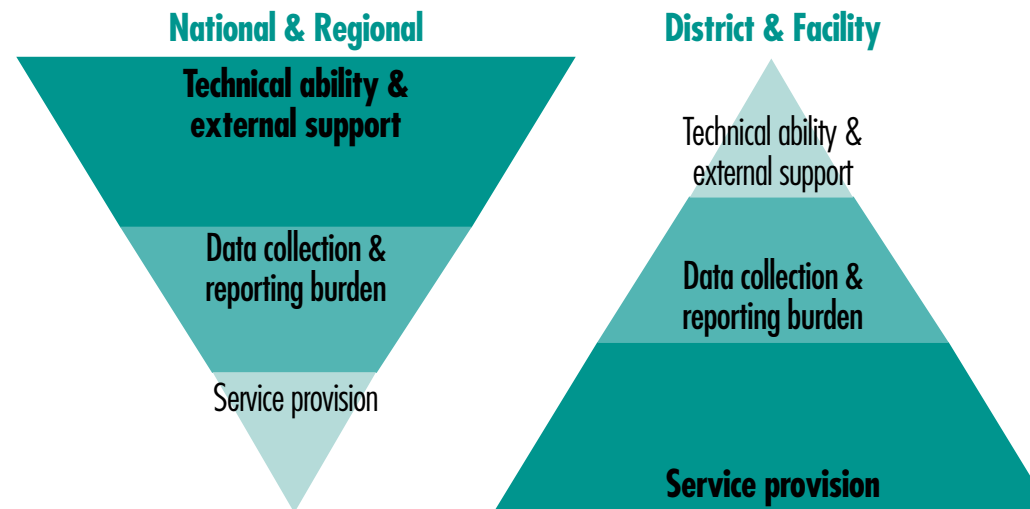 National & Regional
Technical ability &
external support
Data collection &
reporting burden
Service provision
District & Facility
Technical ability &
external support
Data collection &
reporting burden
Service provision